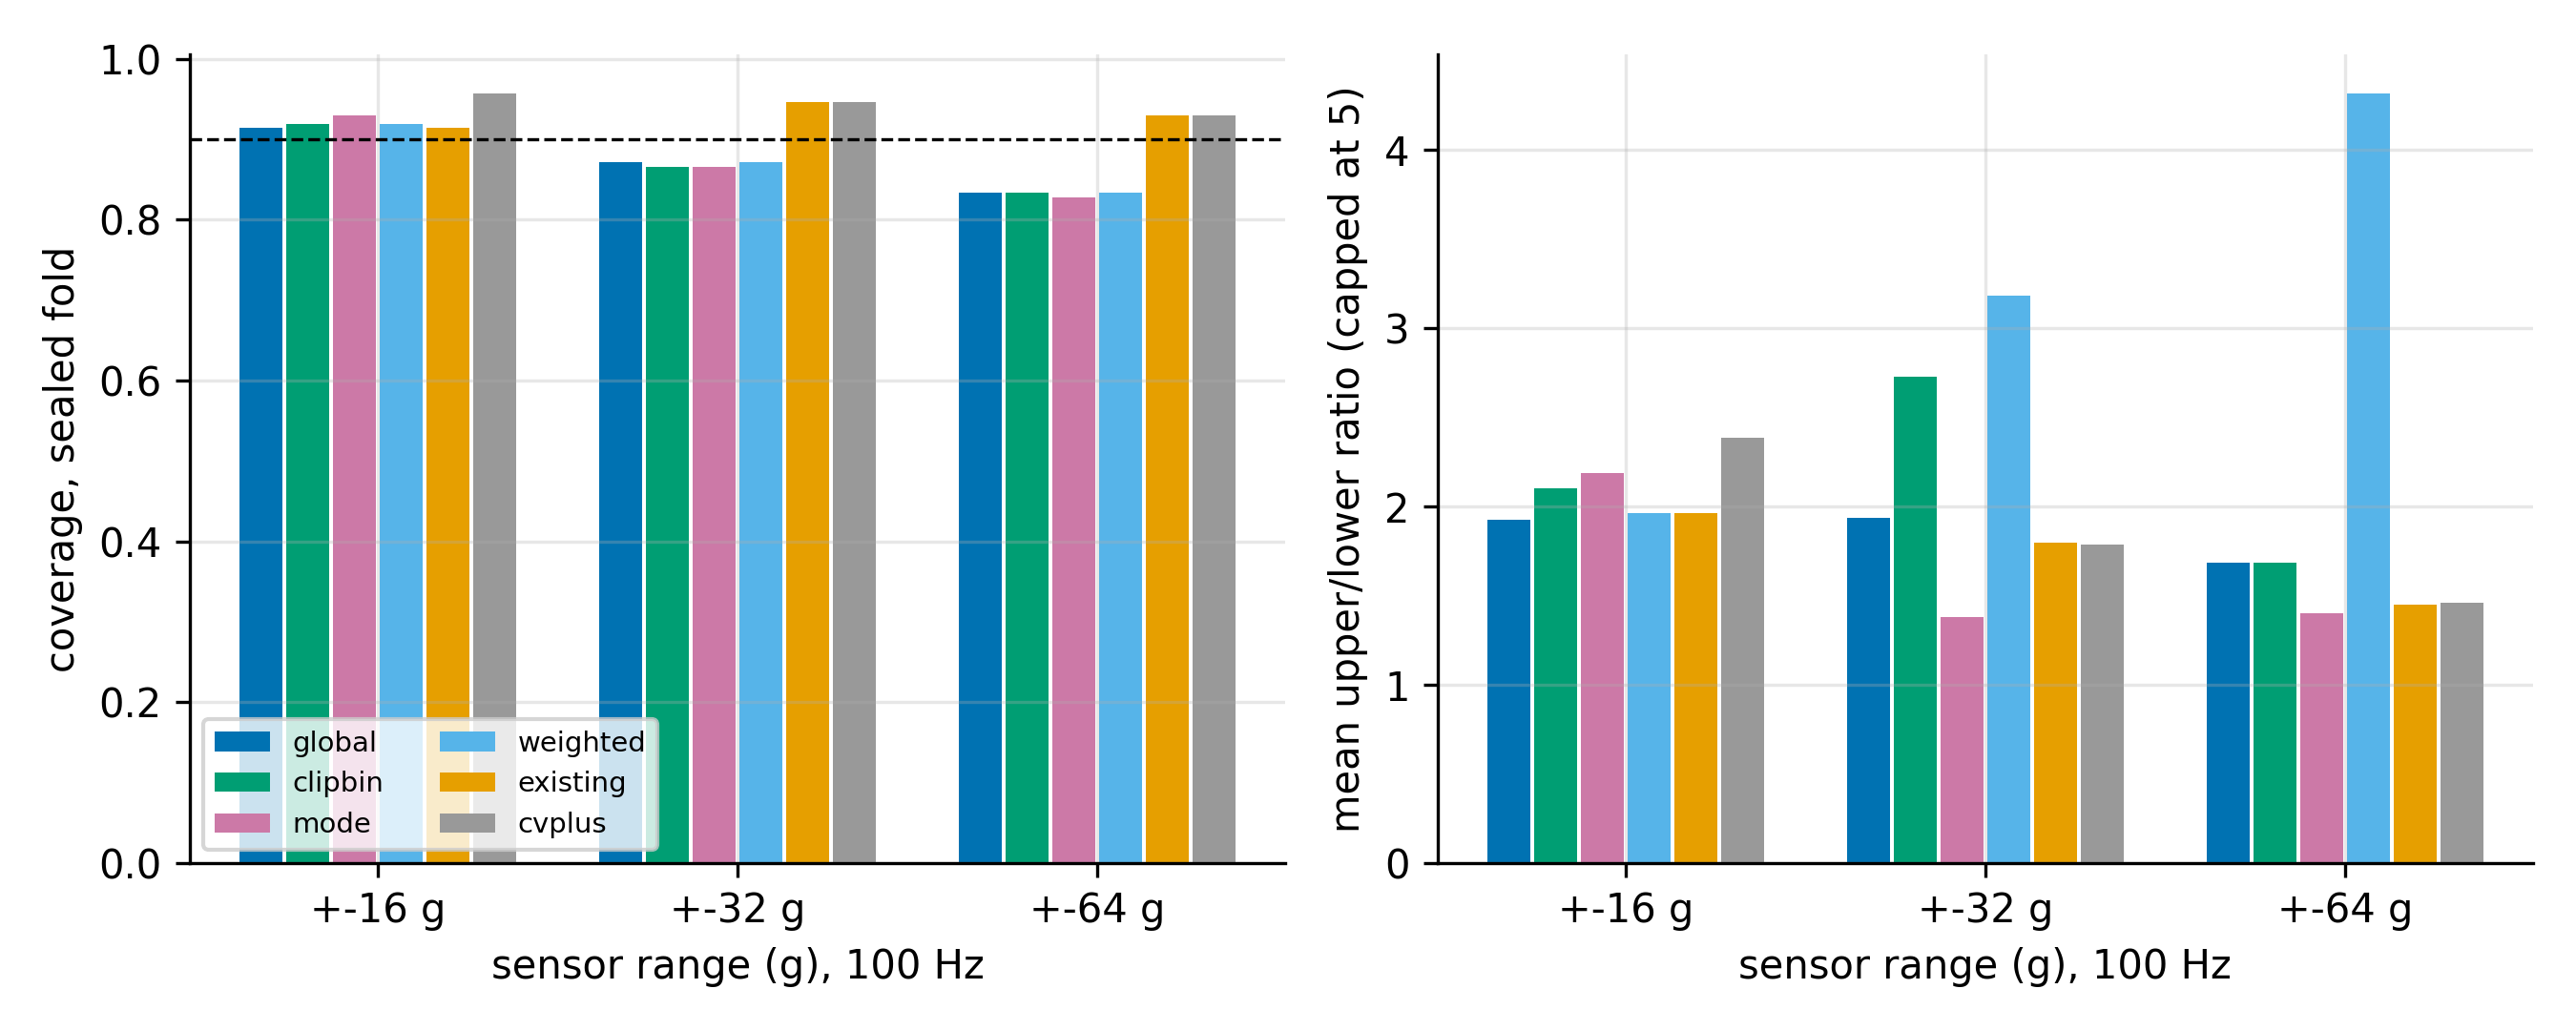 coverage, sealed fold
1.0
0.8
0.6
0.4
0.2
0.0
global
clipbin
mode
weighted
existing
cvplus
+-16 g
+-32 g
+-64 g
sensor range (g), 100 Hz
mean upper/lower ratio (capped at 5)
4
3
2
1
0
+-16 g
+-32 g
+-64 g
sensor range (g), 100 Hz